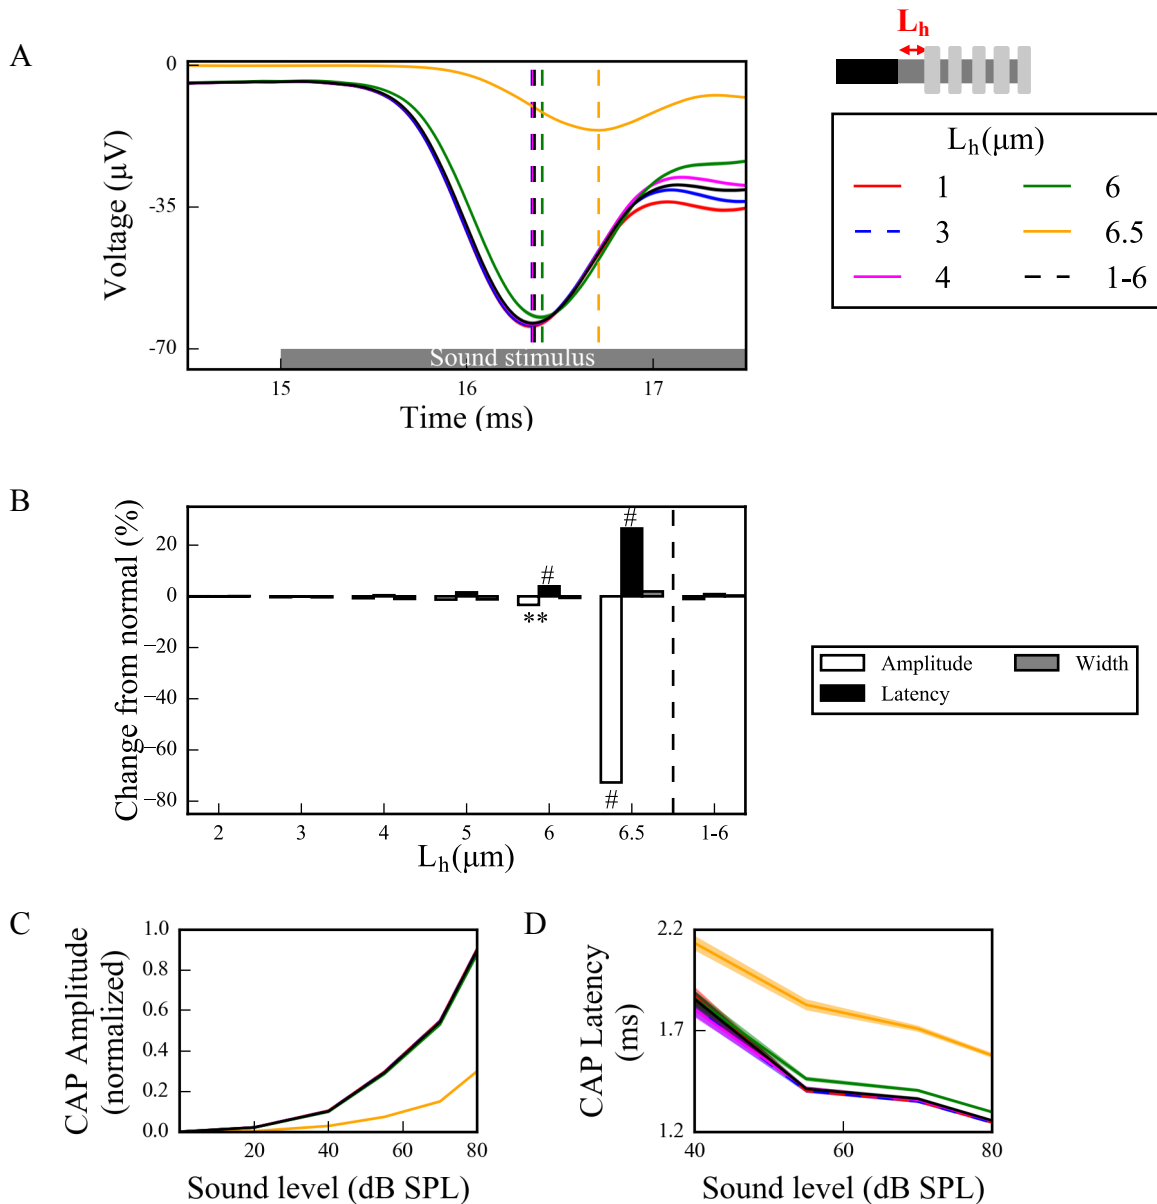 A
L_h
0
-35
-70
Voltage (μV)
Sound stimulus
15 16 17
Time (ms)
L_h(μm)
1 6
3 6.5
4 1-6
B
Change from normal (%)
20
0
−20
−40
−60
−80
#
**
#
#
2 3 4 5 6 6.5 1-6
L_h(μm)
Amplitude Width
Latency
C
CAP Amplitude
(normalized)
1.0
0.8
0.6
0.4
0.2
0.0
20 40 60 80
Sound level (dB SPL)
D
CAP Latency
(ms)
2.2
1.7
1.2
40 60 80
Sound level (dB SPL)